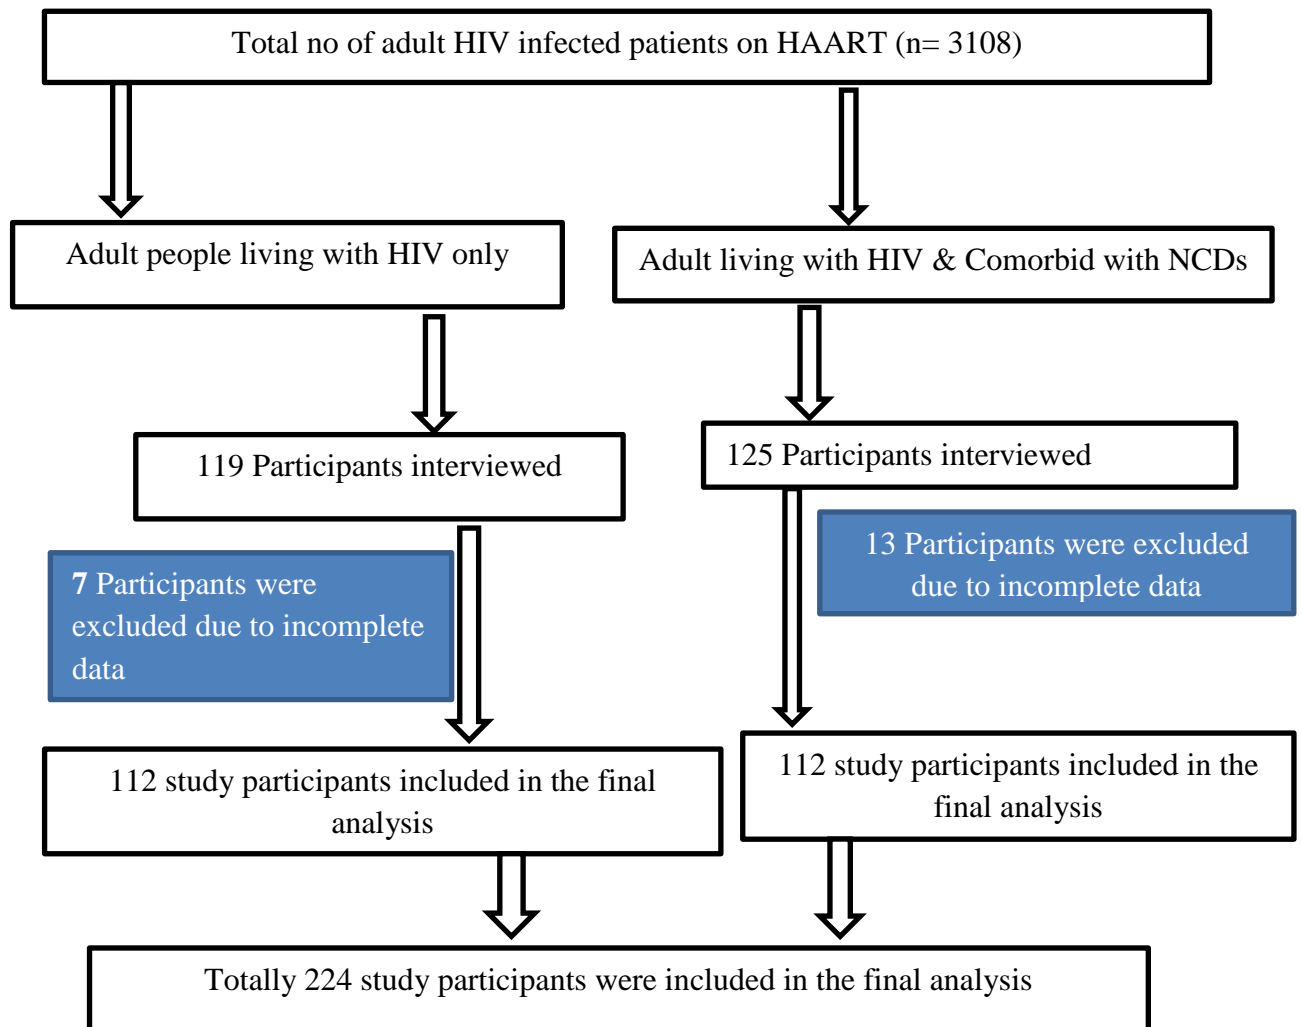 Total no of adult HIV infected patients on HAART (n= 3108)
Adult people living with HIV only
Adult living with HIV & Comorbid with NCDs
119 Participants interviewed
125 Participants interviewed
7 Participants were
excluded due to incomplete
data
13 Participants were excluded
due to incomplete data
112 study participants included in the final
analysis
112 study participants included in the
final analysis
Totally 224 study participants were included in the final analysis